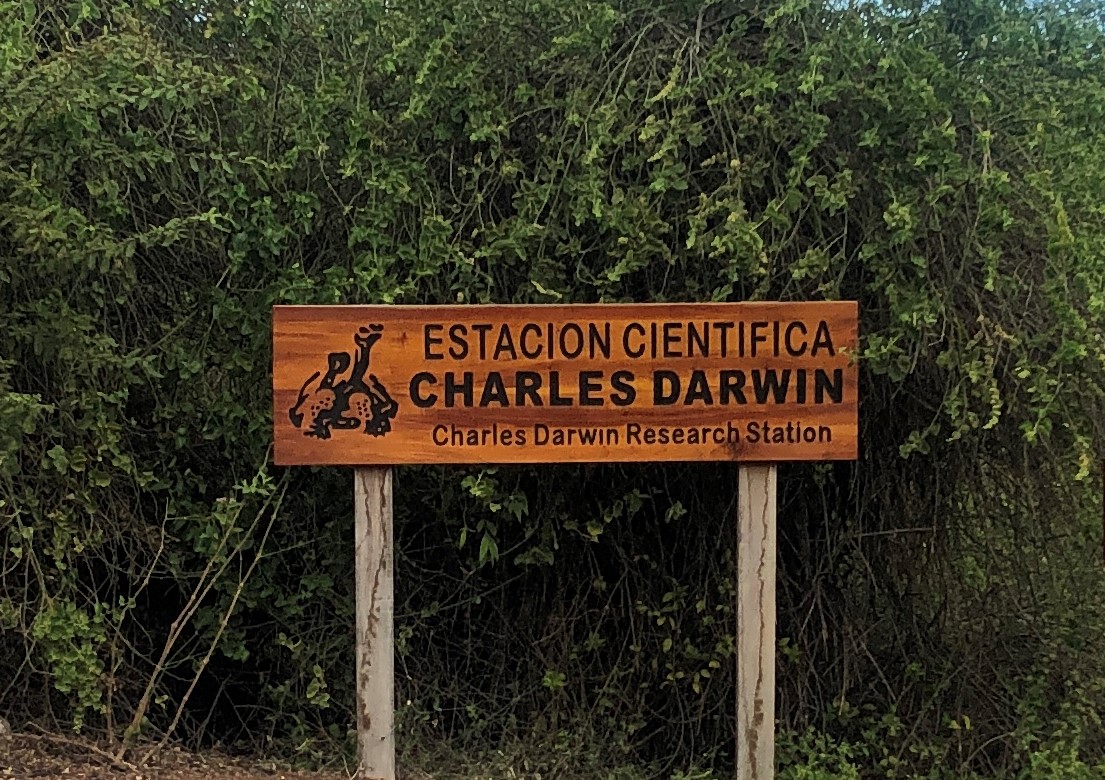 ESTACION CIENTIFICA
CHARLES DARWIN
Charles Darwin Research Station